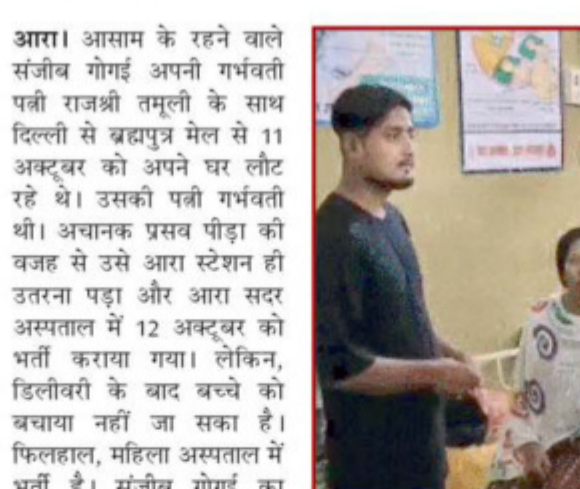 आरा। आसाम के रहने वाले
संजीब गोगई अपनी गर्भवती
पत्नी राजश्री तमूली के साथ
दिल्ली से ब्रह्मपुत्र मेल से 11
अक्टूबर को अपने घर लौट
रहे थे। उसकी पत्नी गर्भवती
थी। अचानक प्रसव पीड़ा की
वजह से उसे आरा स्टेशन ही
उतरना पड़ा और आरा सदर
अस्पताल में 12 अक्टूबर को
भर्ती कराया गया। लेकिन,
डिलीवरी के बाद बच्चे को
बचाया नहीं जा सका है।
फिलहाल, महिला अस्पताल में
भर्ती है। संजीब गोगई का